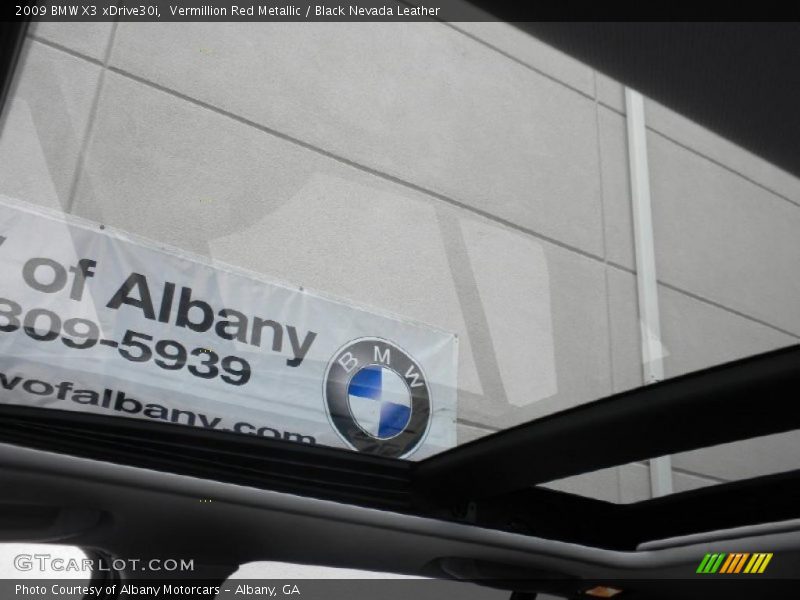 2009 BMW X3 xDrive30i,  Vermillion Red Metallic / Black Nevada Leather
of Albany
309-5939
wofalbany.com
BMW
GTCARLOT.COM
Photo Courtesy of Albany Motorcars - Albany, GA